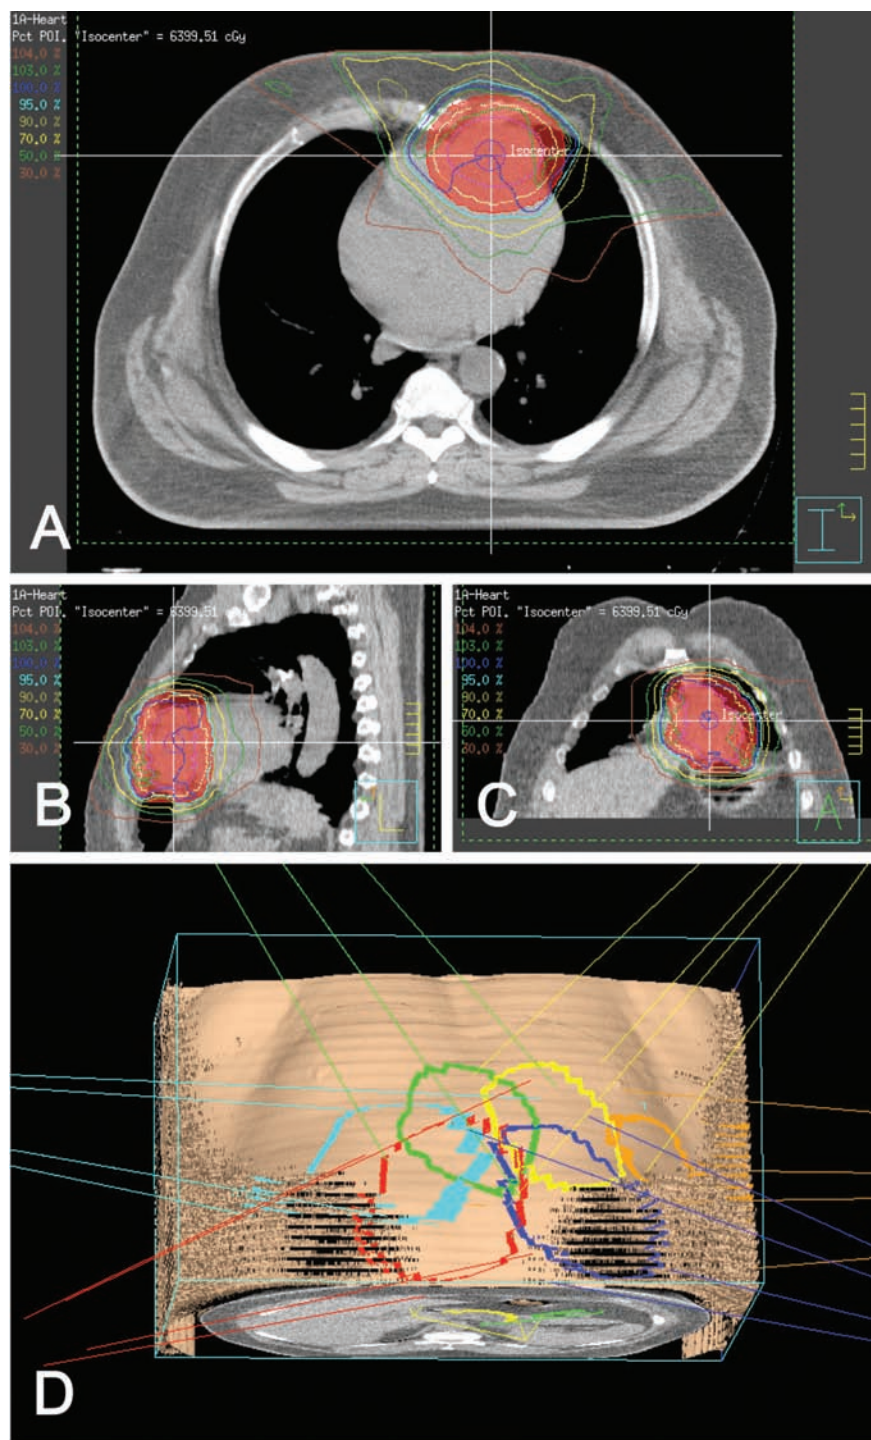 1A-Heart
Pct POI. "Isocenter" = 6399.51 cGy
104.0 %
103.0 %
100.0 %
95.0 %
90.0 %
70.0 %
50.0 %
30.0 %
Isocenter
A
1A-Heart
Pct POI. "Isocenter" = 6399.51
104.0 %
103.0 %
100.0 %
95.0 %
90.0 %
70.0 %
50.0 %
30.0 %
B
1A-Heart
Pct POI. "Isocenter" = 6399.51 cGy
104.0 %
103.0 %
100.0 %
95.0 %
90.0 %
70.0 %
50.0 %
30.0 %
Isocenter
C
D